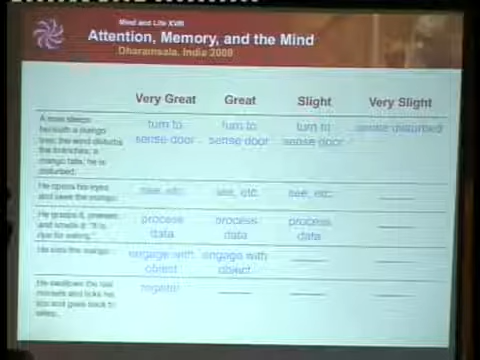 Mind and Life XVIII
Attention, Memory, and the Mind
Dharamsala, India 2009
Very Great Great Slight Very Slight
A man sleeps
beneath a mango
tree; the wind disturbs
the branches; a
mango falls; he is
disturbed.
turn to
sense door
turn to
sense door
turn to
sense door
sense disturbed
He opens his eyes
and sees the mango.
see, etc.
see, etc.
see, etc.
He grasps it, presses
and smells it: "It is
ripe for eating."
process
data
process
data
process
data
He eats the mango.
engage with
object
engage with
object
He swallows the last
morsels and licks his
lips and goes back to
sleep.
register